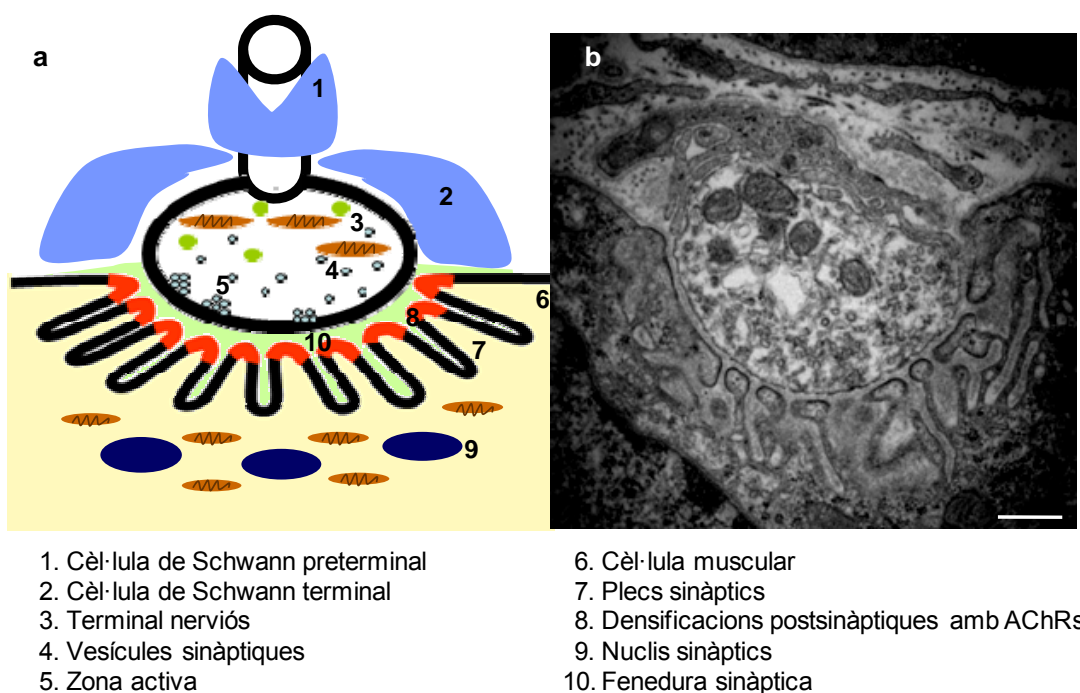 a
b
1
2
3
4
5
6
7
8
9
10
1. Cèl·lula de Schwann preterminal
2. Cèl·lula de Schwann terminal
3. Terminal nerviós
4. Vesícules sinàptiques
5. Zona activa
6. Cèl·lula muscular
7. Plecs sinàptics
8. Densificacions postsinàptiques amb AChRs
9. Nuclis sinàptics
10. Fenedura sinàptica